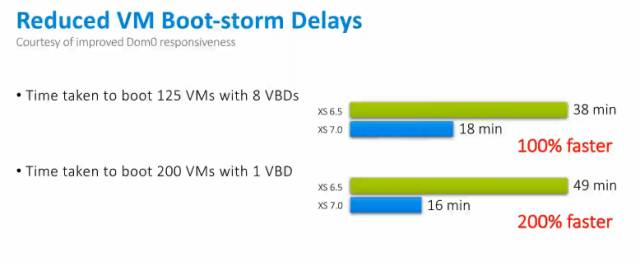 Reduced VM Boot-storm Delays
Courtesy of improved Dom0 responsiveness
• Time taken to boot 125 VMs with 8 VBDs
XS 6.5 38 min
XS 7.0 18 min
100% faster
• Time taken to boot 200 VMs with 1 VBD
XS 6.5 49 min
XS 7.0 16 min
200% faster